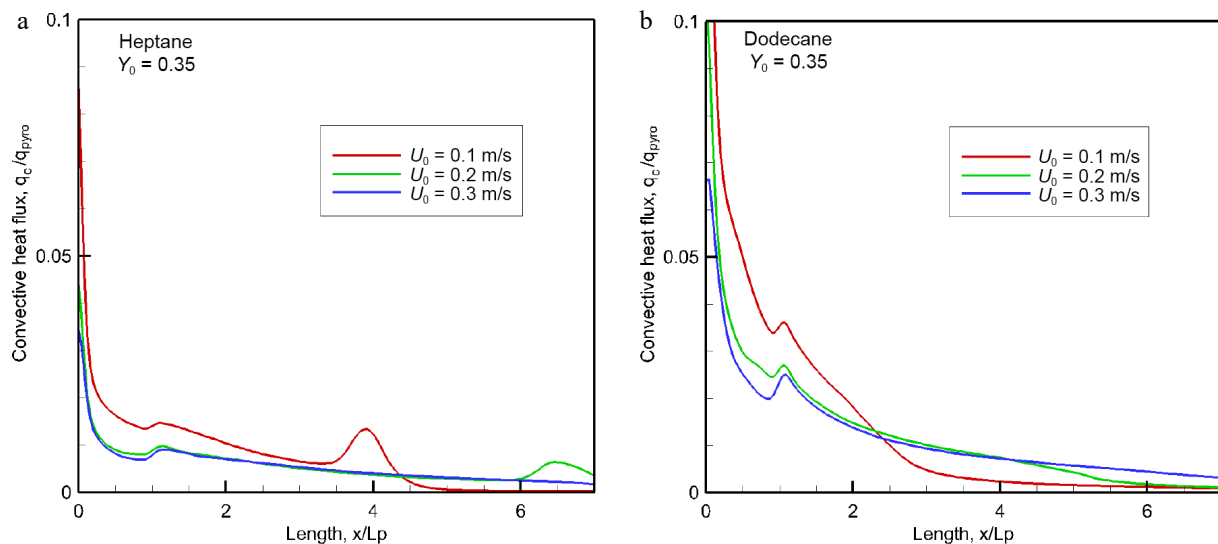 a
Heptane
Y0 = 0.35
U0 = 0.1 m/s
U0 = 0.2 m/s
U0 = 0.3 m/s
Convective heat flux, qc/qpyro
0.1
0.05
0
0 2 4 6
Length, x/Lp
b
Dodecane
Y0 = 0.35
U0 = 0.1 m/s
U0 = 0.2 m/s
U0 = 0.3 m/s
Convective heat flux, qc/qpyro
0.1
0.05
0
0 2 4 6
Length, x/Lp